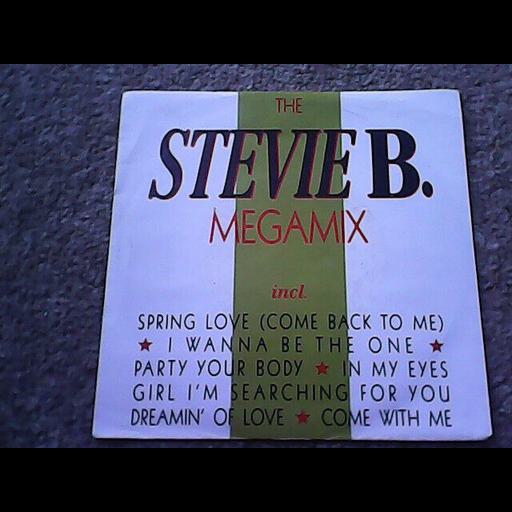 THE
STEVIE B.
MEGAMIX
incl.
SPRING LOVE (COME BACK TO ME)
★ I WANNA BE THE ONE ★
PARTY YOUR BODY ★ IN MY EYES
GIRL I'M SEARCHING FOR YOU
DREAMIN' OF LOVE ★ COME WITH ME